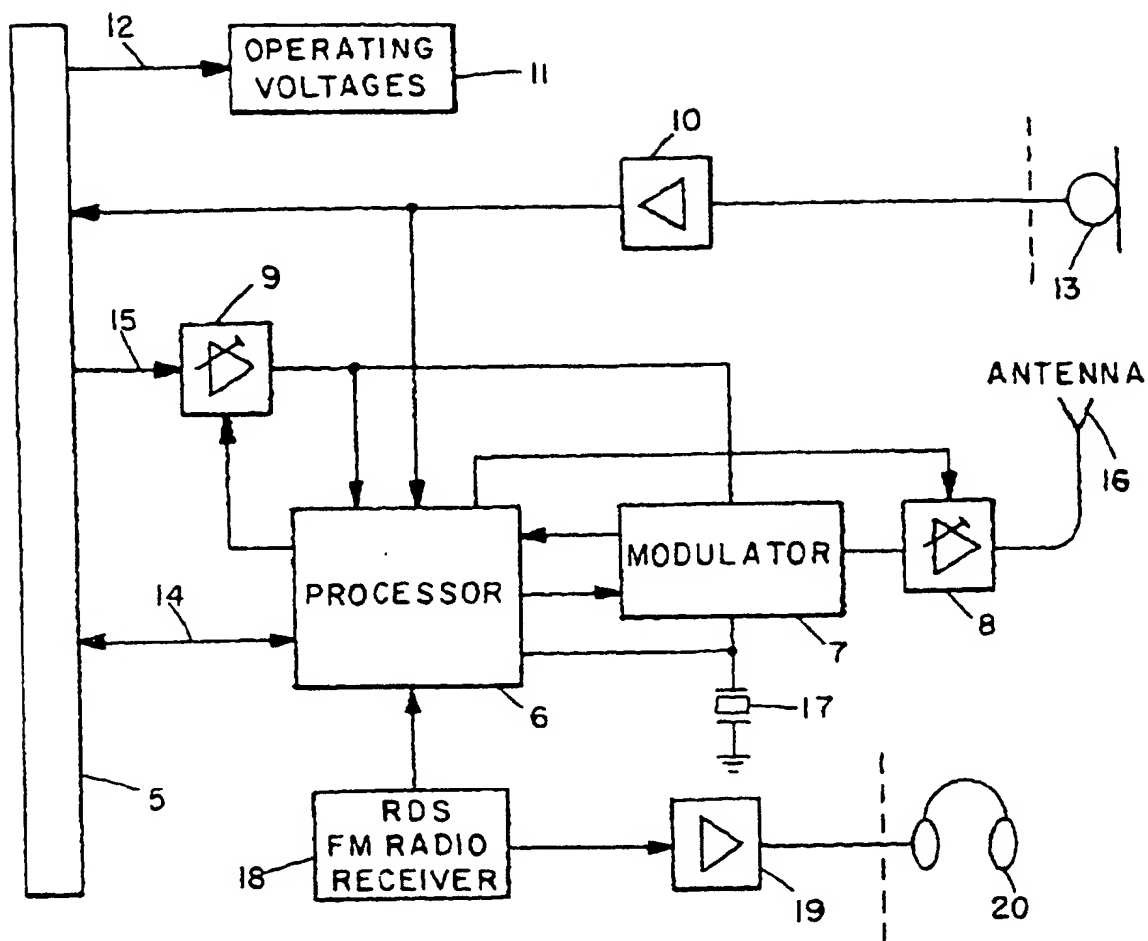 12
OPERATING
VOLTAGES
11
10
13
9
15
ANTENNA
16
PROCESSOR
MODULATOR
8
14
7
6
17
5
RDS
FM RADIO
RECEIVER
18
19
20